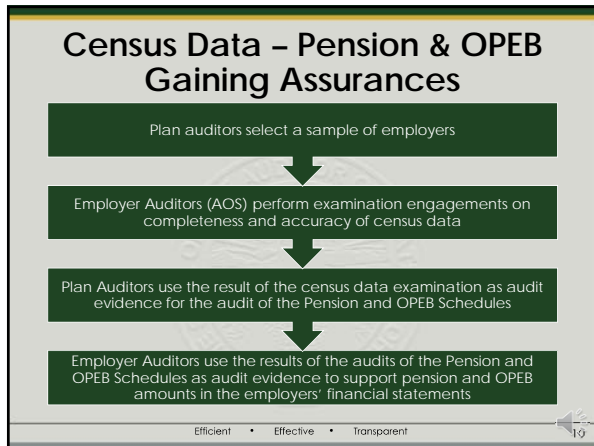 Census Data – Pension & OPEB
Gaining Assurances
Plan auditors select a sample of employers
Employer Auditors (AOS) perform examination engagements on
completeness and accuracy of census data
Plan Auditors use the result of the census data examination as audit
evidence for the audit of the Pension and OPEB Schedules
Employer Auditors use the results of the audits of the Pension and
OPEB Schedules as audit evidence to support pension and OPEB
amounts in the employers' financial statements
Efficient • Effective • Transparent